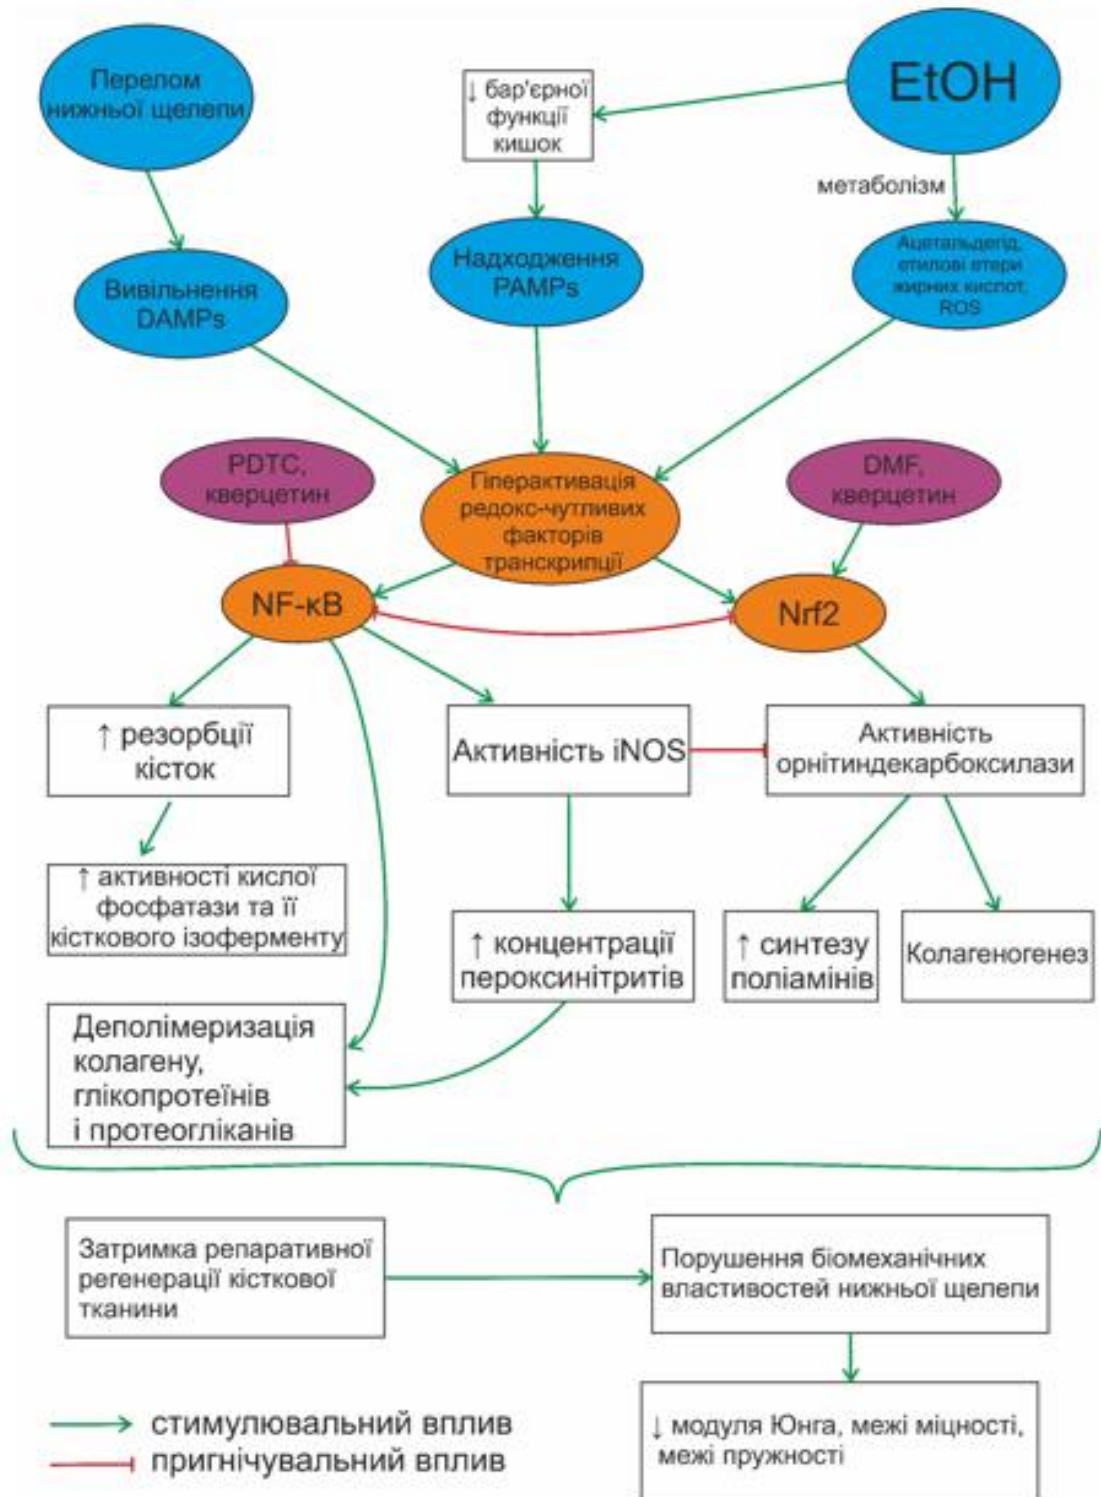 Перелом
нижньої щелепи
↓ бар'єрної
функції
кишок
EtOH
метаболізм
Вивільнення
DAMPs
Надходження
PAMPs
Ацетальдегід,
етилові етери
жирних кислот,
ROS
PDTC,
кверцетин
Гіперактивація
редокс-чутливих
факторів
транскрипції
DMF,
кверцетин
NF-κB
Nrf2
↑ резорбції
кісток
Активність iNOS
Активність
орнітиндекарбоксилази
↑ активності кислої
фосфатази та її
кісткового ізоферменту
↑ концентрації
пероксинітритів
↑ синтезу
поліамінів
Колагеногенез
Деполімеризація
колагену,
глікопротеїнів
і протеогліканів
Затримка репаративної
регенерації кісткової
тканини
Порушення біомеханічних
властивостей нижньої щелепи
↓ модуля Юнга, межі міцності,
межі пружності
стимулювальний вплив
пригнічувальний вплив